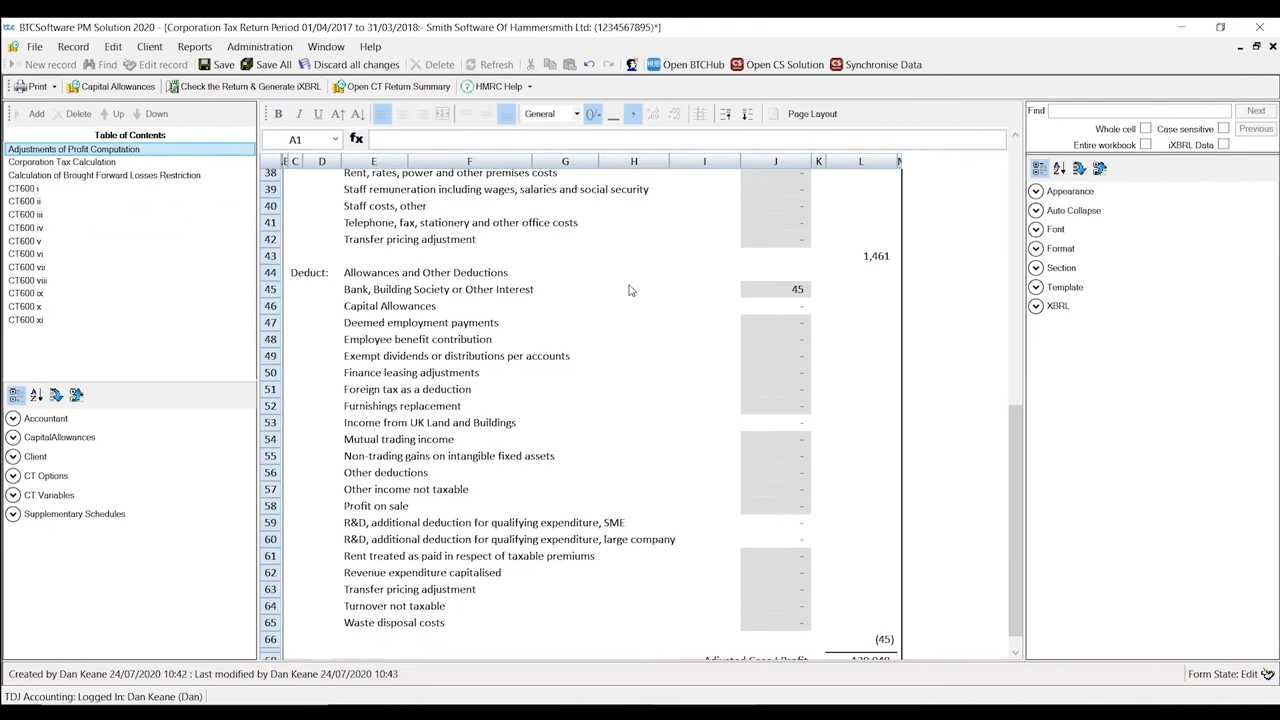 BTCSoftware PM Solution 2020 - [Corporation Tax Return Period 01/04/2017 to 31/03/2018:- Smith Software Of Hammersmith Ltd: (1234567895)*]
File Record Edit Client Reports Administration Window Help
New record Find Edit record Save Save All Discard all changes Delete Refresh Open BTCHub Open CS Solution Synchronise Data
Print Capital Allowances Check the Return & Generate iXBRL Open CT Return Summary HMRC Help
Add Delete Up Down
B I U General Page Layout
Find Next
Whole cell Case sensitive Previous
Entire workbook iXBRL Data
Table of Contents
Adjustments of Profit Computation
Corporation Tax Calculation
Calculation of Brought Forward Losses Restriction
CT600 i
CT600 ii
CT600 iii
CT600 iv
CT600 v
CT600 vi
CT600 vii
CT600 viii
CT600 ix
CT600 x
CT600 xi
Accountant
CapitalAllowances
Client
CT Options
CT Variables
Supplementary Schedules
A1 fx
C D E F G H I J K L
38 Rent, rates, power and other premises costs -
39 Staff remuneration including wages, salaries and social security -
40 Staff costs, other -
41 Telephone, fax, stationery and other office costs -
42 Transfer pricing adjustment -
43 1,461
44 Deduct: Allowances and Other Deductions
45 Bank, Building Society or Other Interest 45
46 Capital Allowances -
47 Deemed employment payments -
48 Employee benefit contribution -
49 Exempt dividends or distributions per accounts -
50 Finance leasing adjustments -
51 Foreign tax as a deduction -
52 Furnishings replacement -
53 Income from UK Land and Buildings -
54 Mutual trading income -
55 Non-trading gains on intangible fixed assets -
56 Other deductions -
57 Other income not taxable -
58 Profit on sale -
59 R&D, additional deduction for qualifying expenditure, SME -
60 R&D, additional deduction for qualifying expenditure, large company -
61 Rent treated as paid in respect of taxable premiums -
62 Revenue expenditure capitalised -
63 Transfer pricing adjustment -
64 Turnover not taxable -
65 Waste disposal costs -
66 (45)
Adjusted Case I Profit
Appearance
Auto Collapse
Font
Format
Section
Template
XBRL
Created by Dan Keane 24/07/2020 10:42 : Last modified by Dan Keane 24/07/2020 10:43
Form State: Edit
TDJ Accounting: Logged In: Dan Keane (Dan)